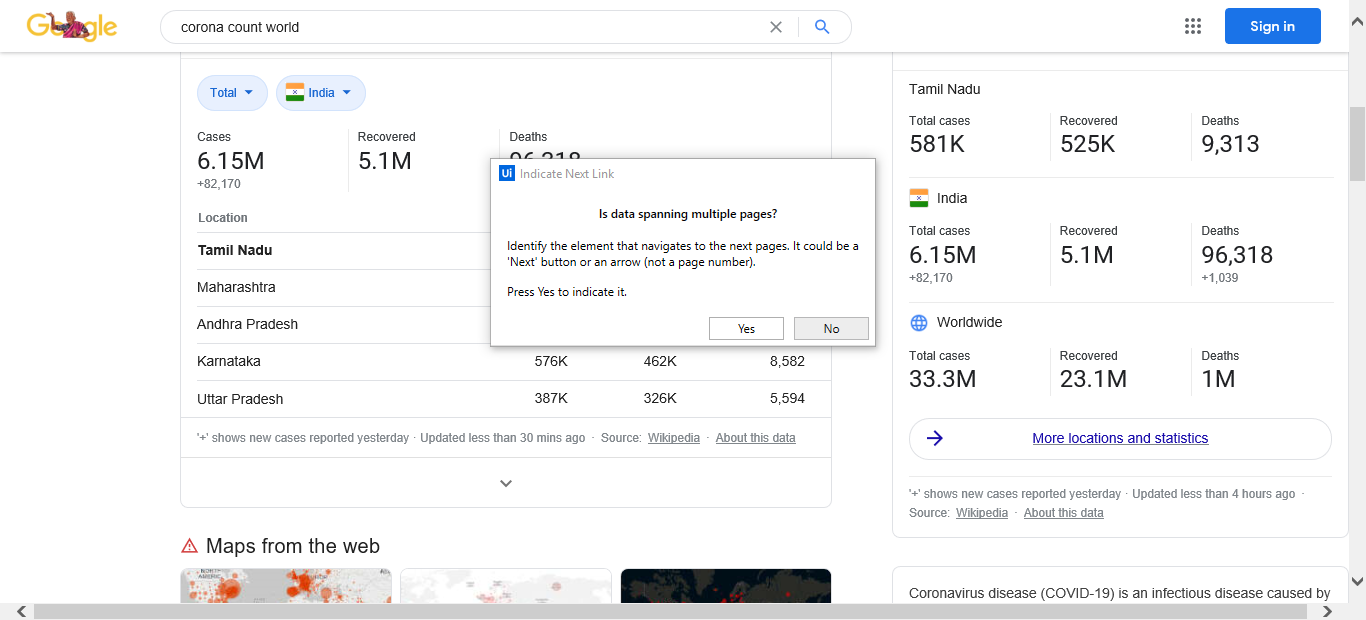 Google
corona count world
Sign in
Total
India
Cases
Recovered
Deaths
6.15M
5.1M
96,318
+82,170
Location
Tamil Nadu
Maharashtra
Andhra Pradesh
Karnataka 576K 462K 8,582
Uttar Pradesh 387K 326K 5,594
'+' shows new cases reported yesterday · Updated less than 30 mins ago · Source: Wikipedia · About this data
Ui Indicate Next Link
Is data spanning multiple pages?
Identify the element that navigates to the next pages. It could be a
'Next' button or an arrow (not a page number).
Press Yes to indicate it.
Yes
No
Maps from the web
Tamil Nadu
Total cases Recovered Deaths
581K 525K 9,313
India
Total cases Recovered Deaths
6.15M 5.1M 96,318
+82,170 +1,039
Worldwide
Total cases Recovered Deaths
33.3M 23.1M 1M
More locations and statistics
'+' shows new cases reported yesterday · Updated less than 4 hours ago ·
Source: Wikipedia · About this data
Coronavirus disease (COVID-19) is an infectious disease caused by